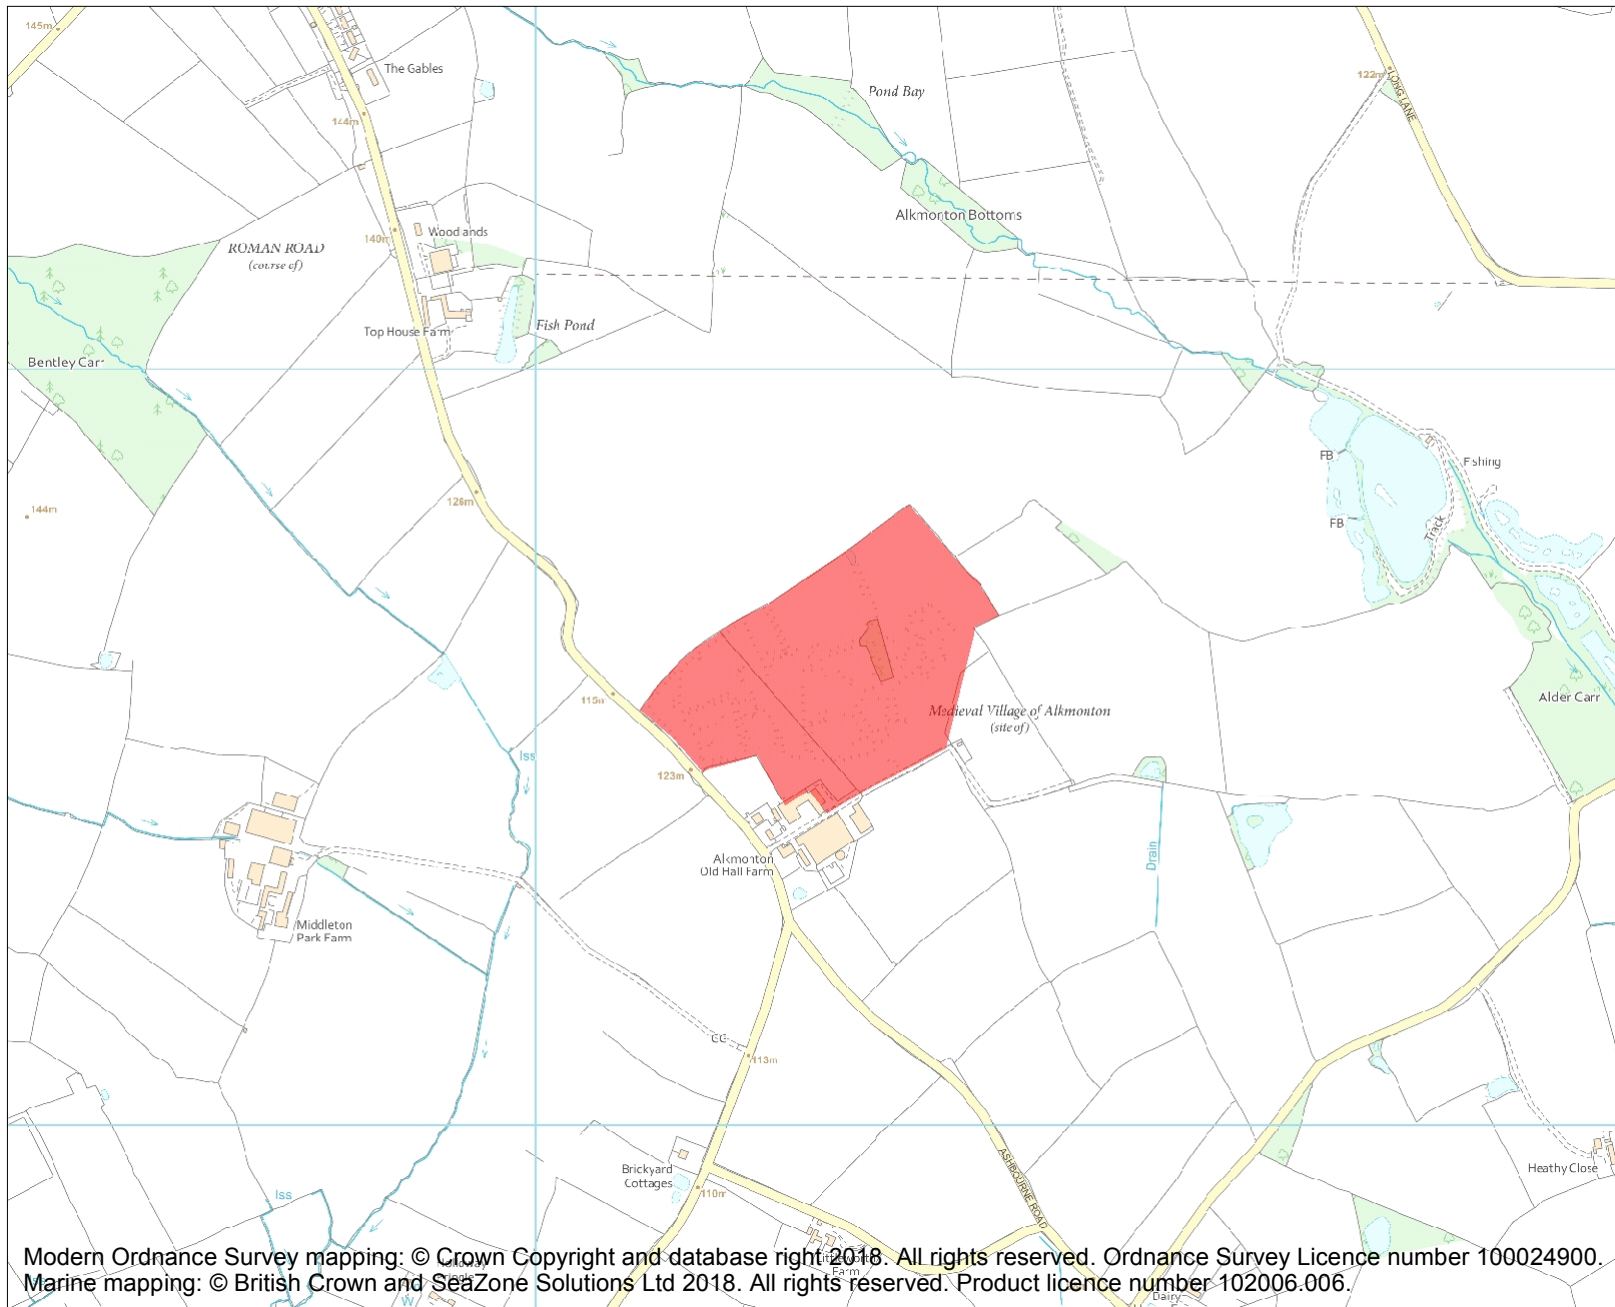 145m
The Gables
144m
Pond Bay
122m
LONG LANE
Alkmonton Bottoms
140m
ROMAN ROAD
(course of)
Top House Farm
Fish Pond
Bentley Carr
FB
Fishing
126m
144m
FB
Track
115m
Medieval Village of Alkmonton
(site of)
Alder Carr
Iss
123m
Alkmonton
Old Hall Farm
Drain
Middleton
Park Farm
CG
113m
Brickyard
Cottages
110m
ASHBOURNE ROAD
Heathy Close
Iss
Littleworth
Farm
Modern Ordnance Survey mapping: © Crown Copyright and database right 2018. All rights reserved. Ordnance Survey Licence number 100024900.
Marine mapping: © British Crown and SeaZone Solutions Ltd 2018. All rights reserved. Product licence number 102006.006.
W
Dairy